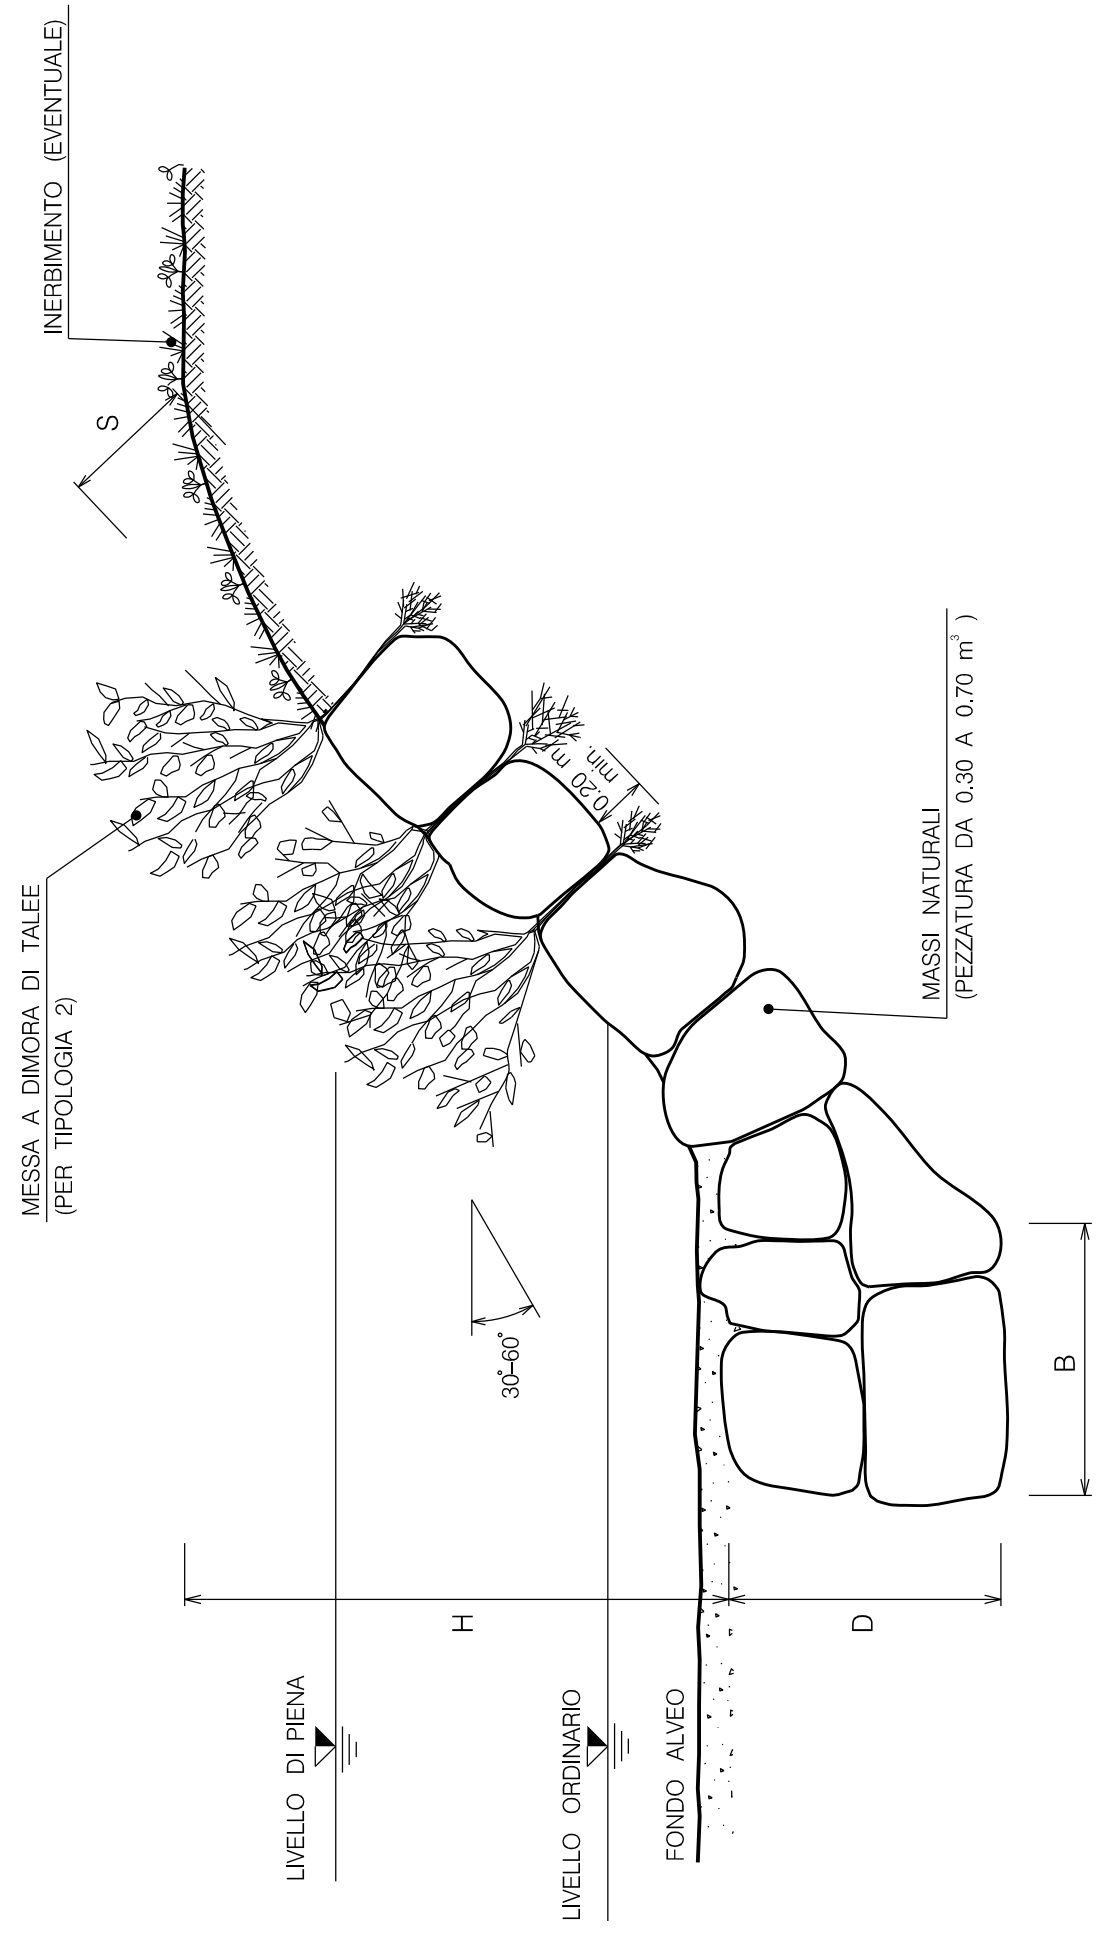 MESSA A DIMORA DI TALEE
(PER TIPOLOGIA 2)
INERBIMENTO (EVENTUALE)
S
LIVELLO DI PIENA
30°–60°
0.20 m
min.
LIVELLO ORDINARIO
H
FONDO ALVEO
D
B
MASSI NATURALI
(PEZZATURA DA 0.30 A 0.70 m³ )